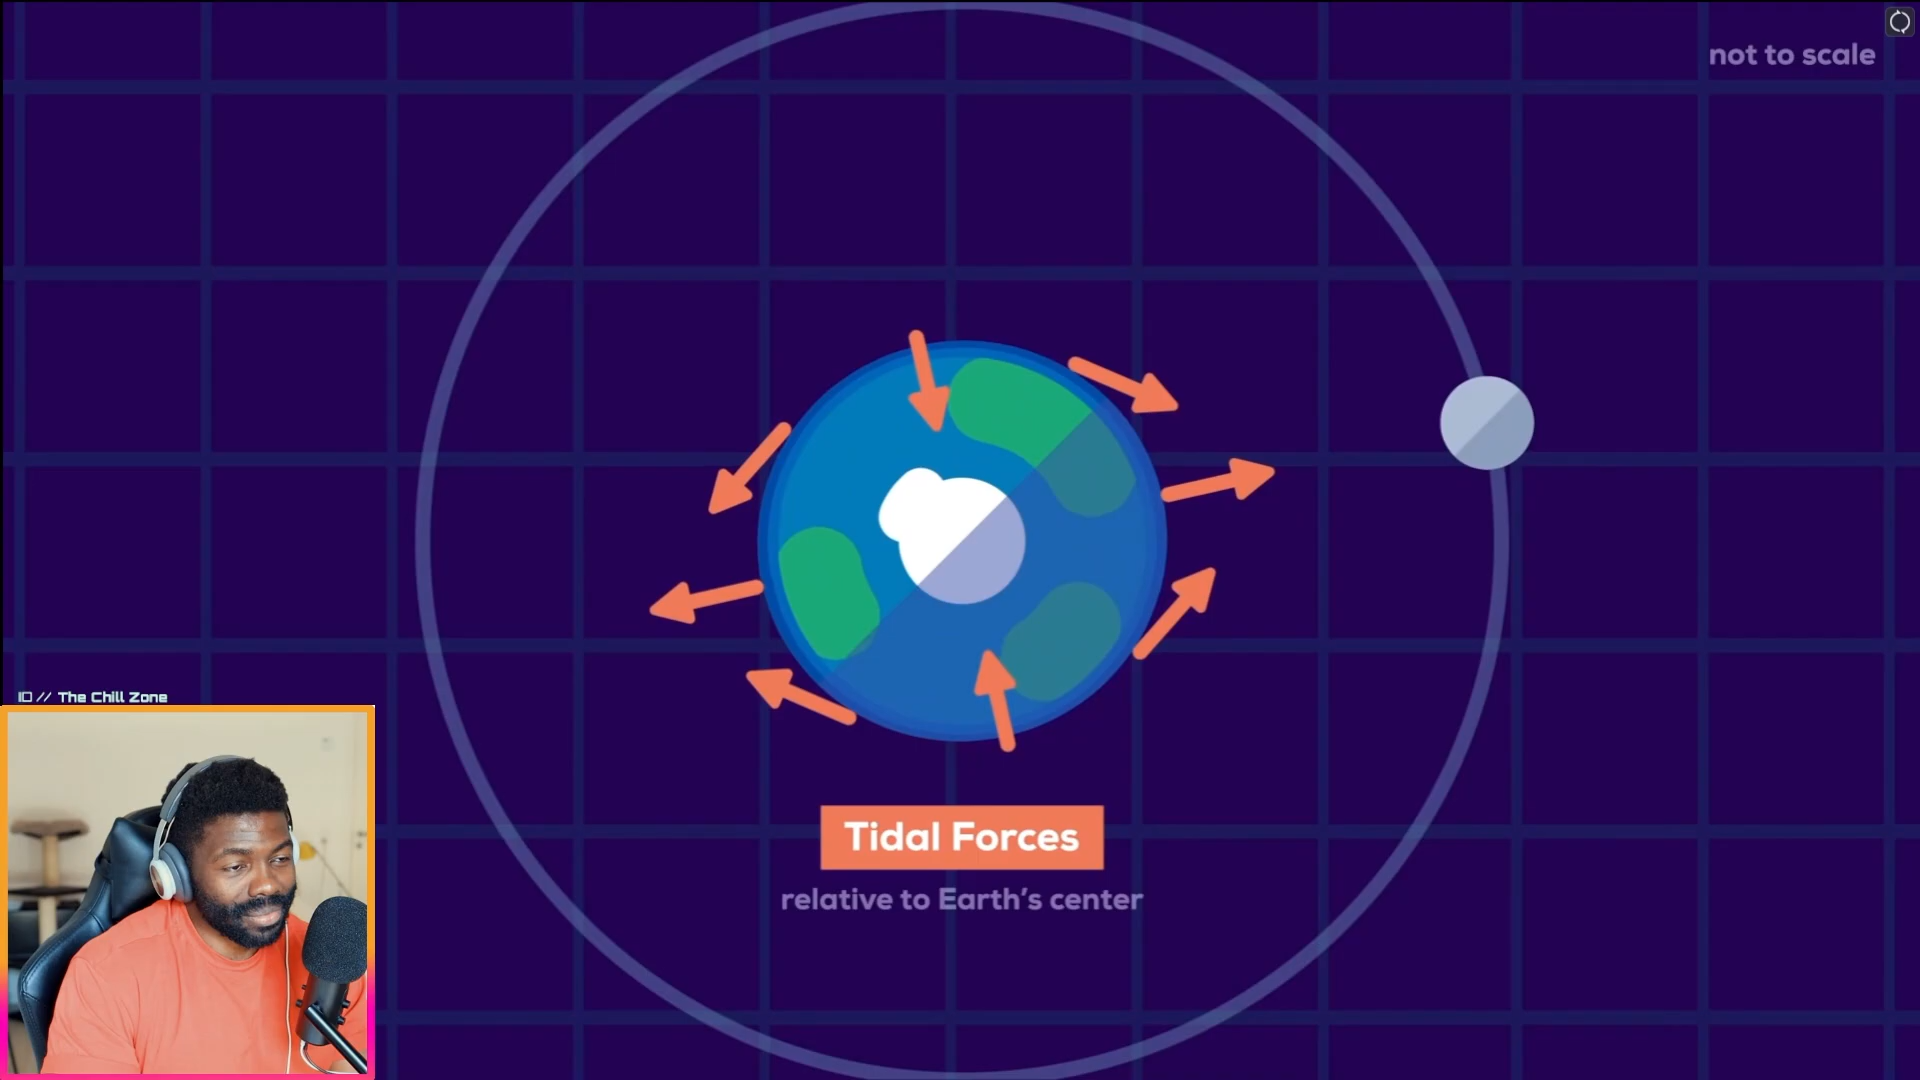 not to scale
ID // The Chill Zone
Tidal Forces
relative to Earth's center